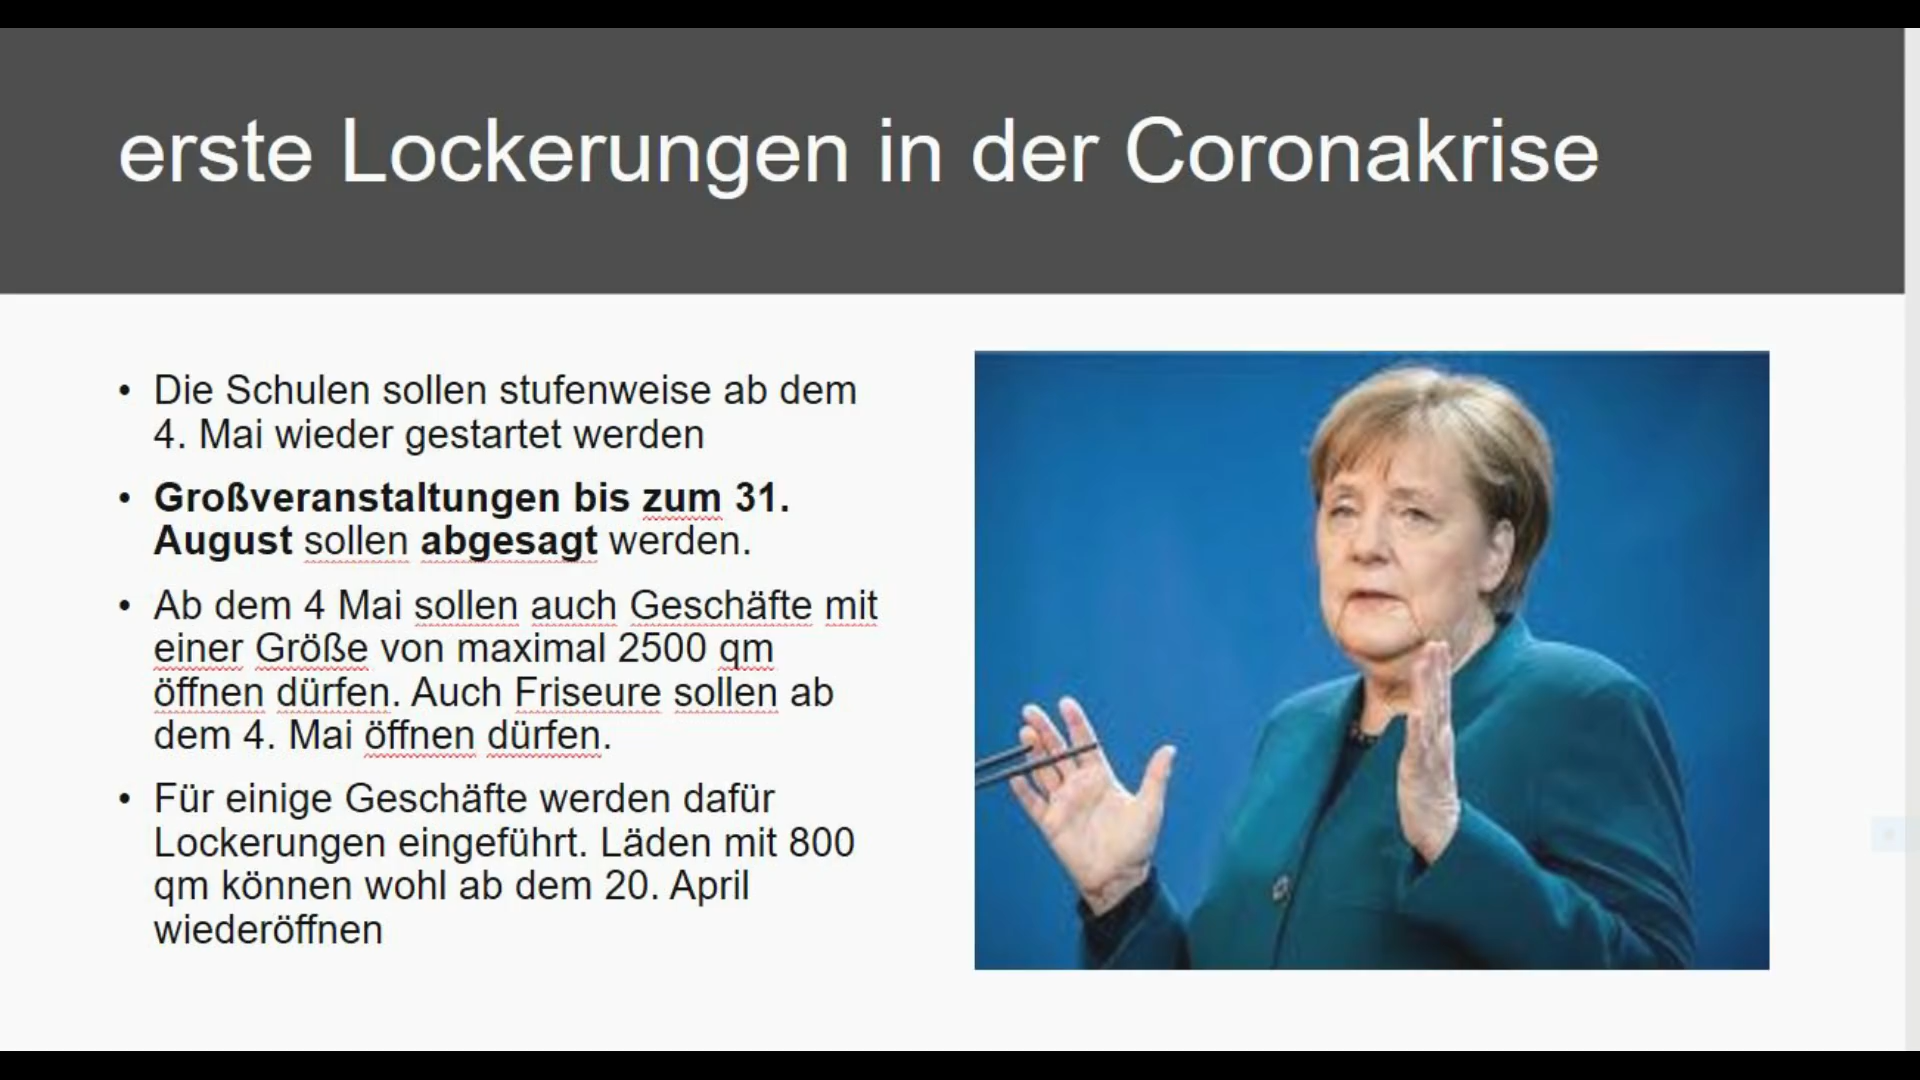 erste Lockerungen in der Coronakrise
• Die Schulen sollen stufenweise ab dem
4. Mai wieder gestartet werden
• Großveranstaltungen bis zum 31.
August sollen abgesagt werden.
• Ab dem 4 Mai sollen auch Geschäfte mit
einer Größe von maximal 2500 qm
öffnen dürfen. Auch Friseure sollen ab
dem 4. Mai öffnen dürfen.
• Für einige Geschäfte werden dafür
Lockerungen eingeführt. Läden mit 800
qm können wohl ab dem 20. April
wiederöffnen